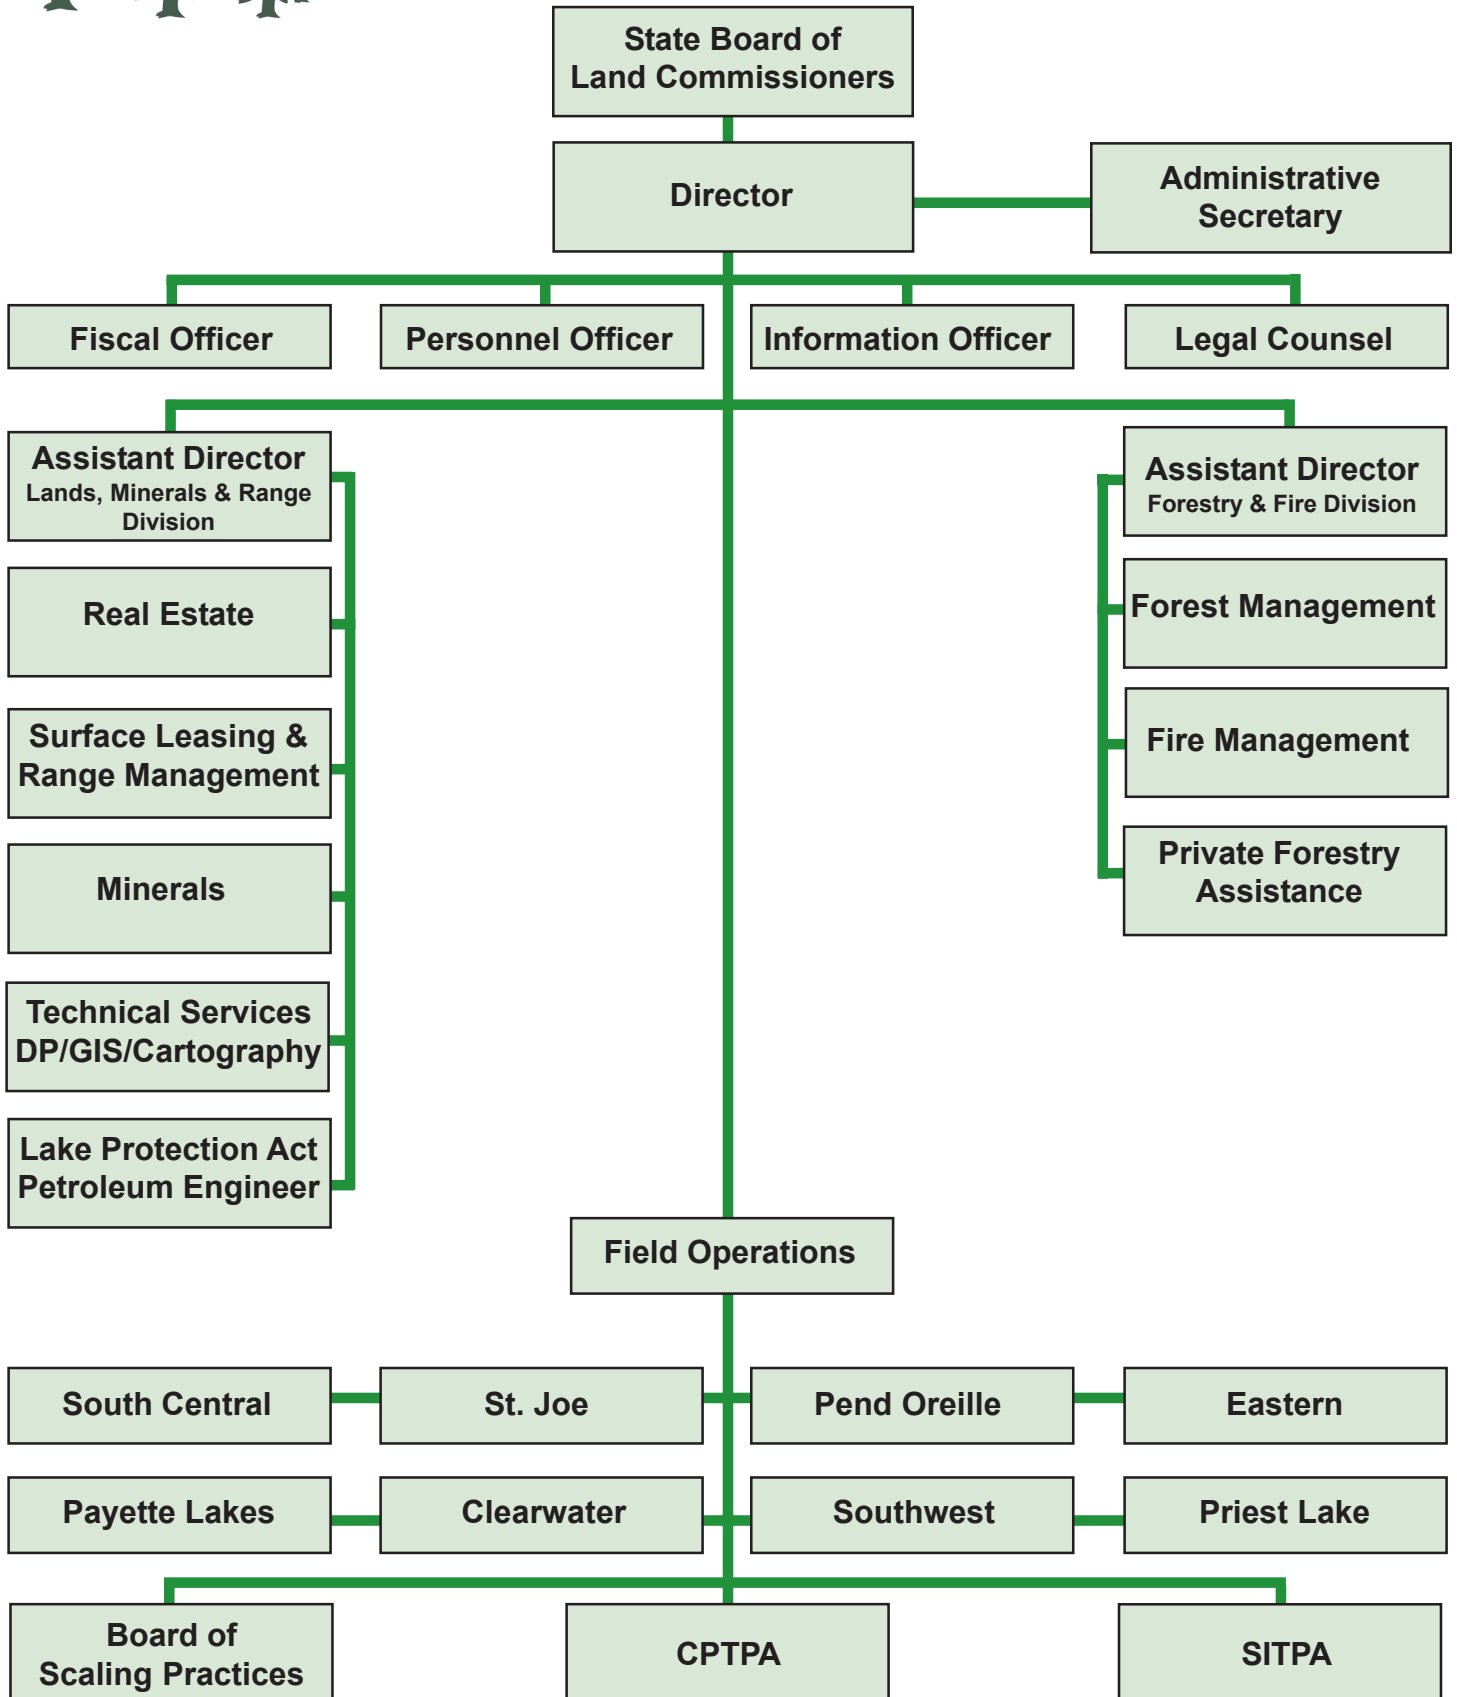 State Board of
Land Commissioners
Director
Administrative
Secretary
Fiscal Officer
Personnel Officer
Information Officer
Legal Counsel
Assistant Director
Lands, Minerals & Range
Division
Assistant Director
Forestry & Fire Division
Real Estate
Forest Management
Surface Leasing &
Range Management
Fire Management
Minerals
Private Forestry
Assistance
Technical Services
DP/GIS/Cartography
Lake Protection Act
Petroleum Engineer
Field Operations
South Central
St. Joe
Pend Oreille
Eastern
Payette Lakes
Clearwater
Southwest
Priest Lake
Board of
Scaling Practices
CPTPA
SITPA